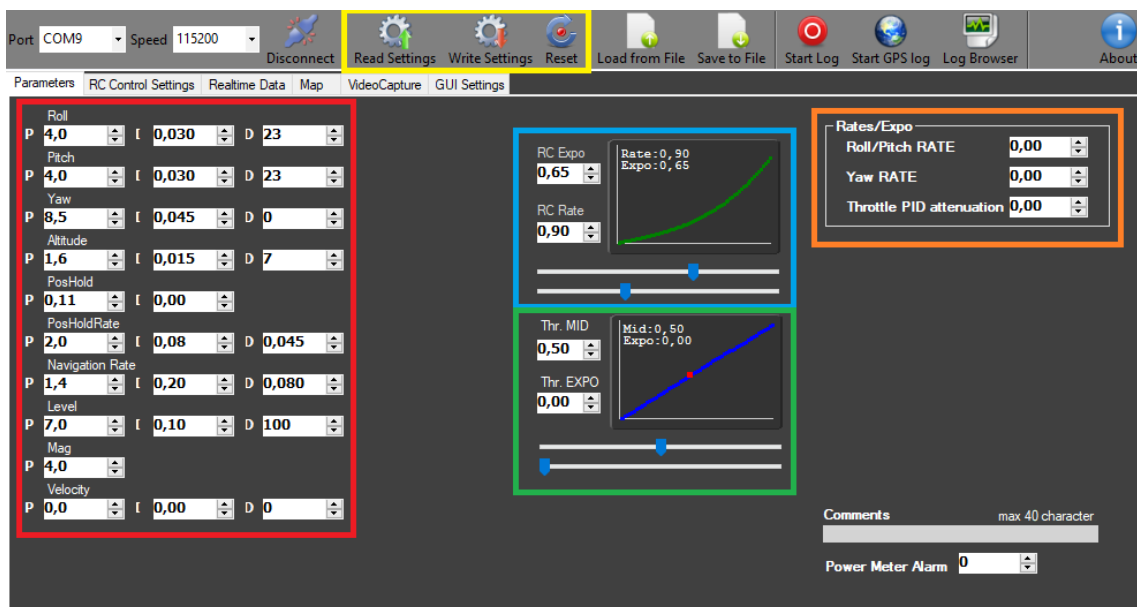 Port COM9 Speed 115200 Disconnect Read Settings Write Settings Reset Load from File Save to File Start Log Start GPS log Log Browser About
Parameters RC Control Settings Realtime Data Map VideoCapture GUI Settings
Roll
P 4,0 I 0,030 D 23
Pitch
P 4,0 I 0,030 D 23
Yaw
P 8,5 I 0,045 D 0
Altitude
P 1,6 I 0,015 D 7
PosHold
P 0,11 I 0,00
PosHoldRate
P 2,0 I 0,08 D 0,045
Navigation Rate
P 1,4 I 0,20 D 0,080
Level
P 7,0 I 0,10 D 100
Mag
P 4,0
Velocity
P 0,0 I 0,00 D 0
RC Expo
0,65
RC Rate
0,90
Rate:0,90
Expo:0,65
Thr. MID
0,50
Thr. EXPO
0,00
Mid:0,50
Expo:0,00
Rates/Expo
Roll/Pitch RATE 0,00
Yaw RATE 0,00
Throttle PID attenuation 0,00
Comments max 40 character
Power Meter Alarm 0